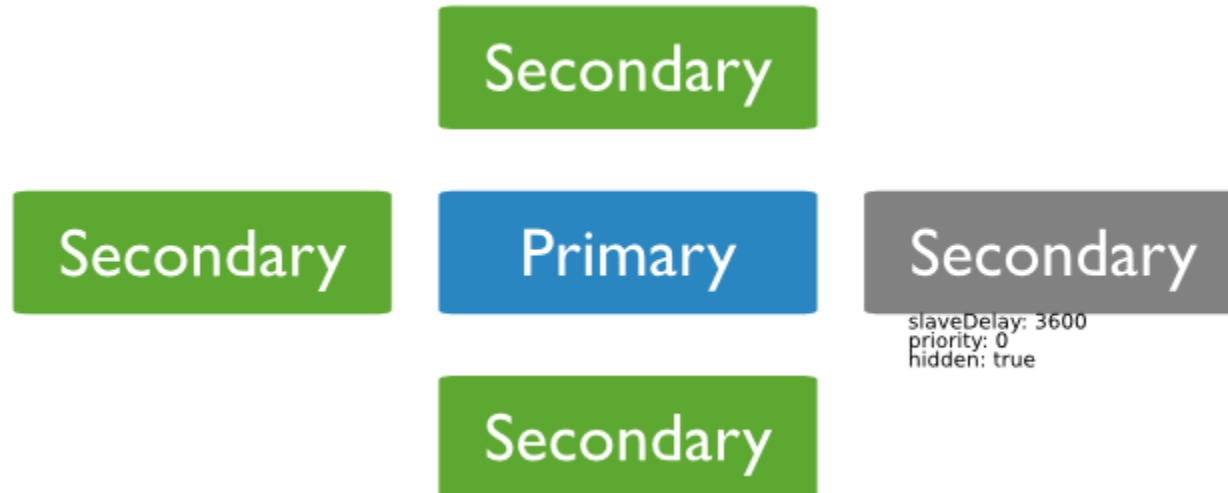 Secondary
Secondary
Primary
Secondary
slaveDelay: 3600
priority: 0
hidden: true
Secondary